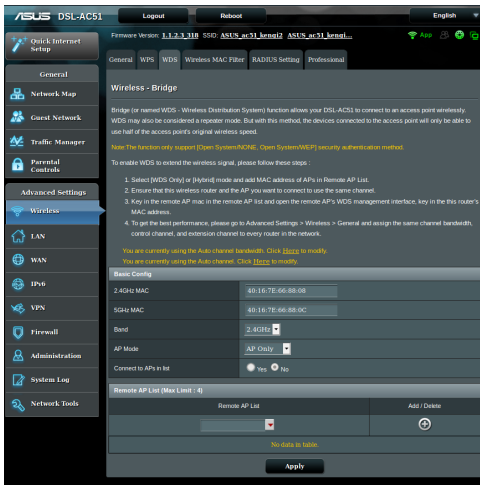 ASUS DSL-AC51
Logout
Reboot
English
Firmware Version: 1.1.2.3_318 SSID: ASUS_ac51_kengi2 ASUS_ac51_kengi...
App
Quick Internet
Setup
General
Network Map
Guest Network
Traffic Manager
Parental
Controls
Advanced Settings
Wireless
LAN
WAN
IPv6
VPN
Firewall
Administration
System Log
Network Tools
General WPS WDS Wireless MAC Filter RADIUS Setting Professional
Wireless - Bridge
Bridge (or named WDS - Wireless Distribution System) function allows your DSL-AC51 to connect to an access point wirelessly.
WDS may also be considered a repeater mode. But with this method, the devices connected to the access point will only be able to
use half of the access point's original wireless speed.
Note:The function only support [Open System/NONE, Open System/WEP] security authentication method.
To enable WDS to extend the wireless signal, please follow these steps :
1. Select [WDS Only] or [Hybrid] mode and add MAC address of APs in Remote AP List.
2. Ensure that this wireless router and the AP you want to connect to use the same channel.
3. Key in the remote AP mac in the remote AP list and open the remote AP's WDS management interface, key in the this router's
MAC address.
4. To get the best performance, please go to Advanced Settings > Wireless > General and assign the same channel bandwidth,
control channel, and extension channel to every router in the network.
You are currently using the Auto channel bandwidth. Click Here to modify.
You are currently using the Auto channel. Click Here to modify.
Basic Config
2.4GHz MAC 40:16:7E:66:88:08
5GHz MAC 40:16:7E:66:88:0C
Band 2.4GHz
AP Mode AP Only
Connect to APs in list Yes No
Remote AP List (Max Limit : 4)
Remote AP List Add / Delete
No data in table.
Apply